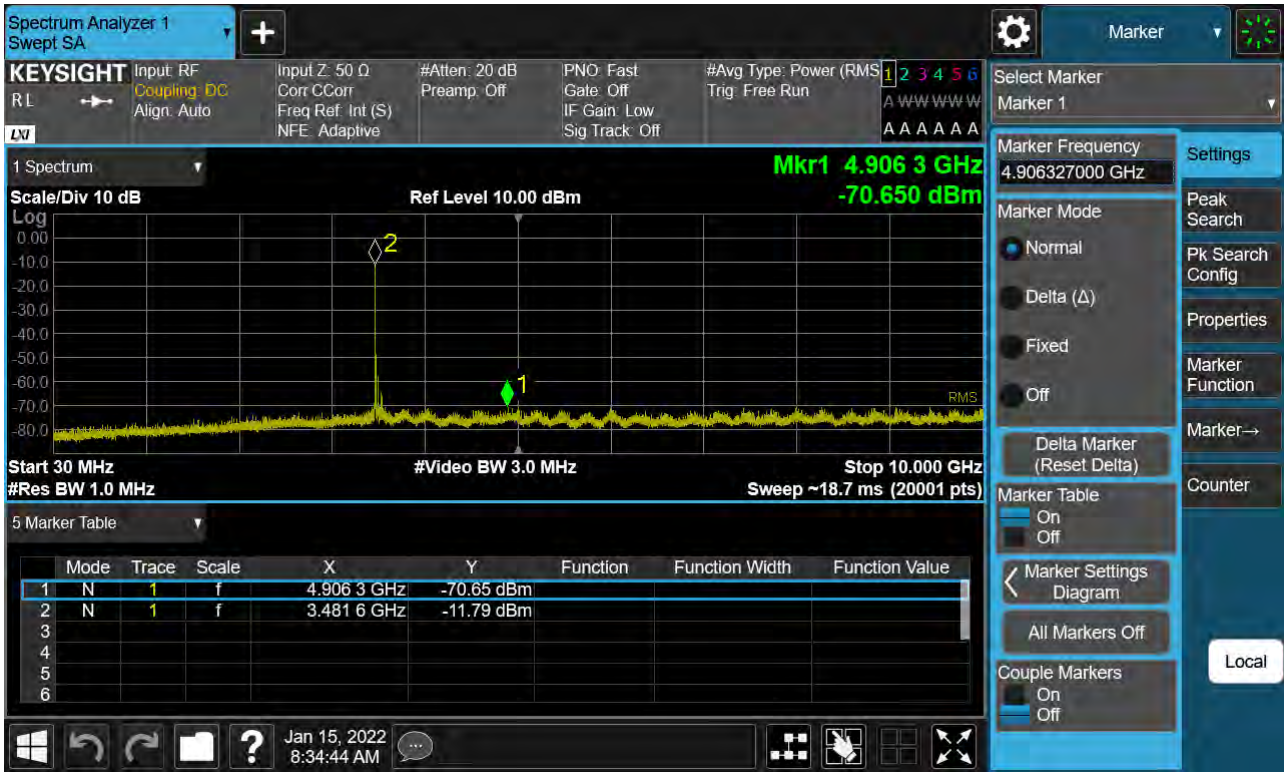 Spectrum Analyzer 1
Swept SA
Marker
KEYSIGHT
RL
LXI
Input: RF
Coupling: DC
Align: Auto
Input Z: 50 Ω
Corr CCorr
Freq Ref: Int (S)
NFE: Adaptive
#Atten: 20 dB
Preamp: Off
PNO: Fast
Gate: Off
IF Gain: Low
Sig Track: Off
#Avg Type: Power (RMS
Trig: Free Run
1 2 3 4 5 6
A W W W W W
A A A A A A
Select Marker
Marker 1
1 Spectrum
Mkr1 4.906 3 GHz
-70.650 dBm
Scale/Div 10 dB
Ref Level 10.00 dBm
Log
0.00
-10.0
-20.0
-30.0
-40.0
-50.0
-60.0
-70.0
-80.0
2
1
RMS
Start 30 MHz
#Video BW 3.0 MHz
Stop 10.000 GHz
#Res BW 1.0 MHz
Sweep ~18.7 ms (20001 pts)
5 Marker Table
Mode Trace Scale X Y Function Function Width Function Value
1 N 1 f 4.906 3 GHz -70.65 dBm
2 N 1 f 3.481 6 GHz -11.79 dBm
3
4
5
6
Marker Frequency
4.906327000 GHz
Marker Mode
Normal
Delta (Δ)
Fixed
Off
Delta Marker
(Reset Delta)
Marker Table
On
Off
Marker Settings
Diagram
All Markers Off
Couple Markers
On
Off
Settings
Peak
Search
Pk Search
Config
Properties
Marker
Function
Marker→
Counter
Local
?
Jan 15, 2022
8:34:44 AM